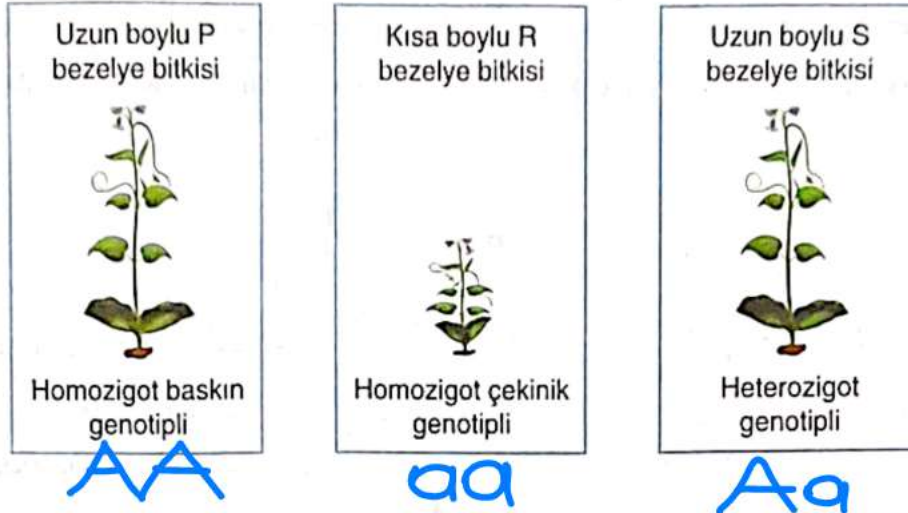 Uzun boylu P
bezelye bitkisi
Homozigot baskın
genotipli
AA
Kısa boylu R
bezelye bitkisi
Homozigot çekinik
genotipli
aa
Uzun boylu S
bezelye bitkisi
Heterozigot
genotipli
Aa